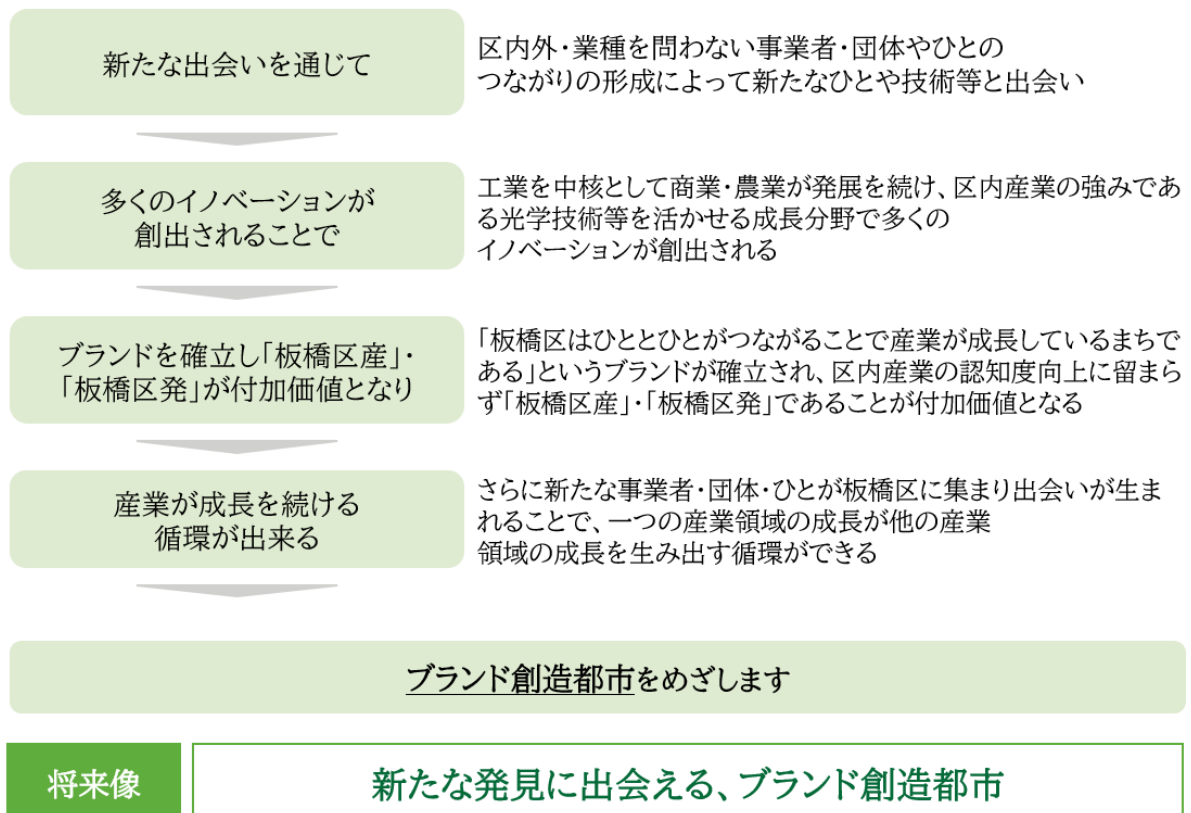 新たな出会いを通じて
区内外・業種を問わない事業者・団体やひとの
つながりの形成によって新たなひとや技術等と出会い
多くのイノベーションが
創出されることで
工業を中核として商業・農業が発展を続け、区内産業の強みであ
る光学技術等を活かせる成長分野で多くの
イノベーションが創出される
ブランドを確立し「板橋区産」・
「板橋区発」が付加価値となり
「板橋区はひととひとがつながることで産業が成長しているまちで
ある」というブランドが確立され、区内産業の認知度向上に留まら
ず「板橋区産」・「板橋区発」であることが付加価値となる
産業が成長を続ける
循環が出来る
さらに新たな事業者・団体・ひとが板橋区に集まり出会いが生ま
れることで、一つの産業領域の成長が他の産業
領域の成長を生み出す循環ができる
ブランド創造都市をめざします
将来像
新たな発見に出会える、ブランド創造都市